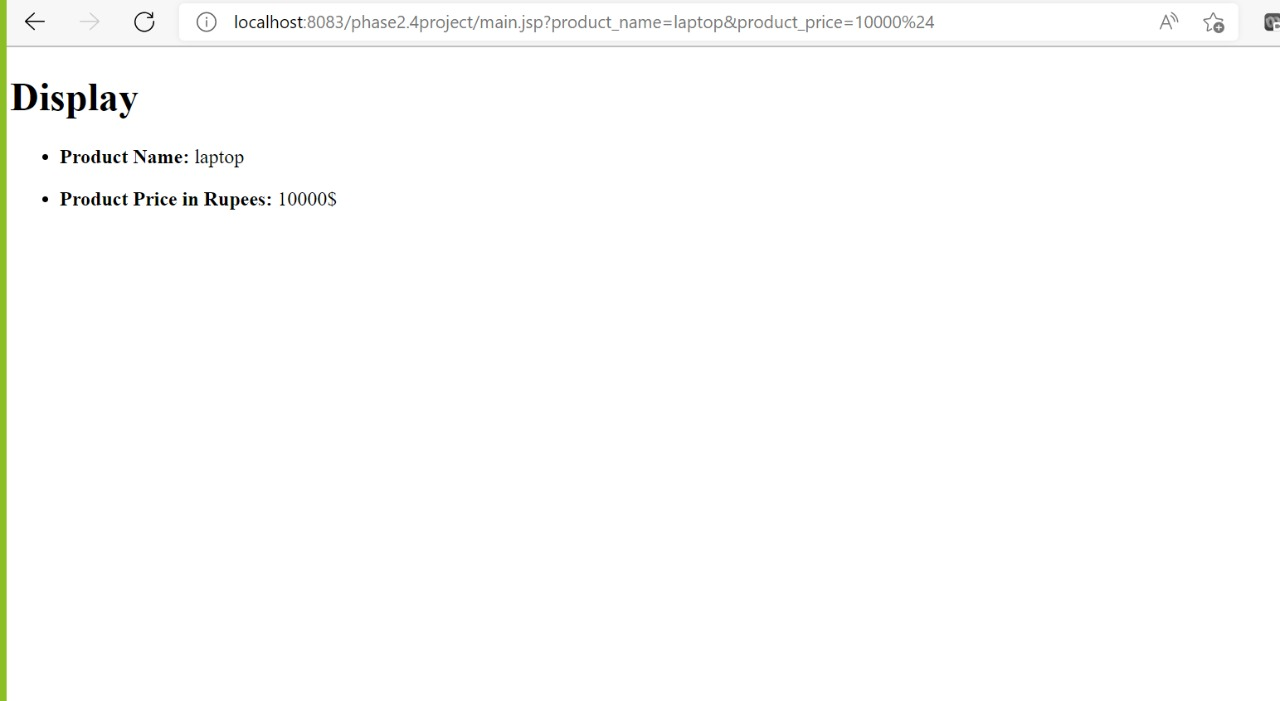 localhost:8083/phase2.4project/main.jsp?product_name=laptop&product_price=10000%24
Display
• Product Name: laptop
• Product Price in Rupees: 10000$